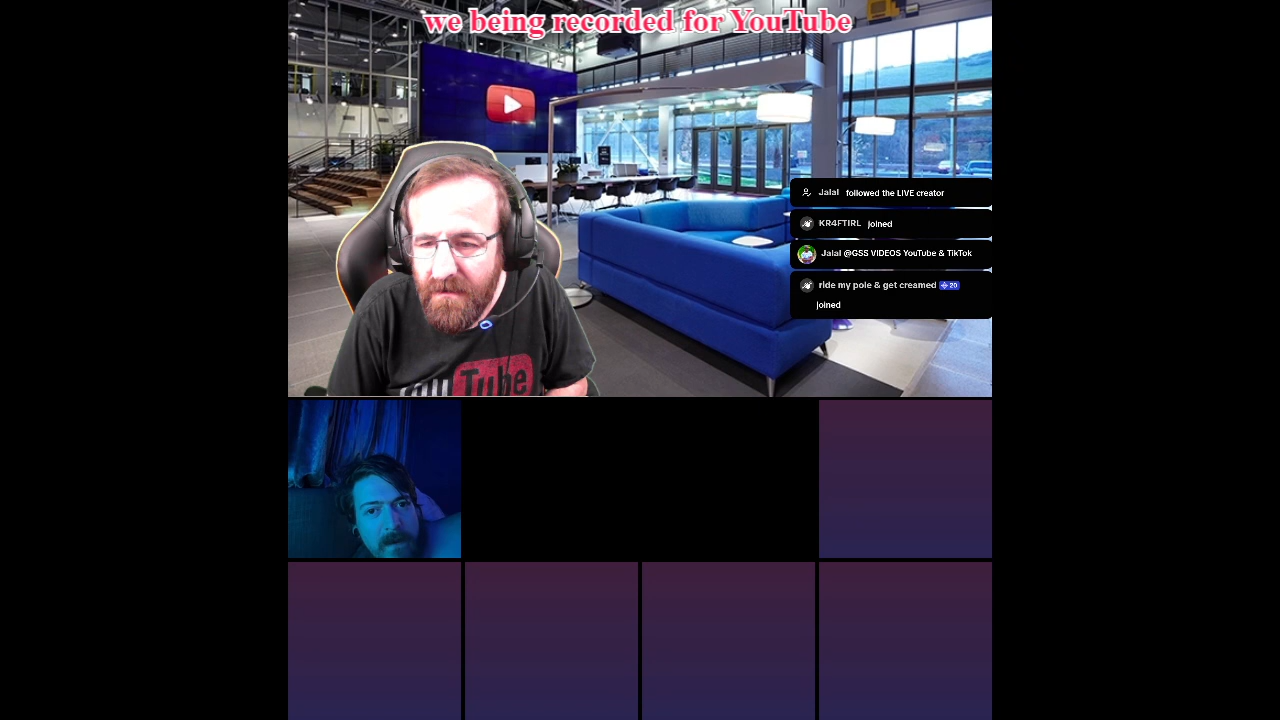 we being recorded for YouTube
Jalal followed the LIVE creator
KR4FTIRL joined
Jalal @GSS VIDEOS YouTube & TikTok
ride my pole & get creamed 20
joined
You Tube